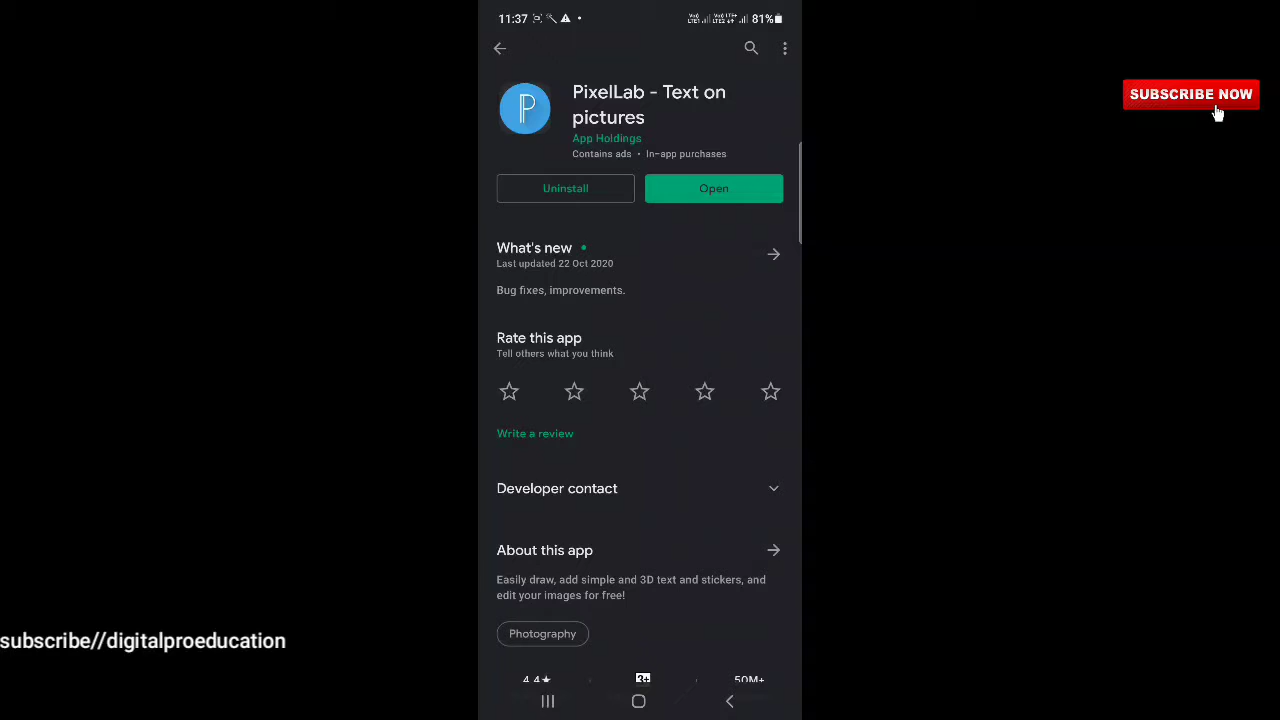 11:37
81%
SUBSCRIBE NOW
PixelLab - Text on
pictures
App Holdings
Contains ads • In-app purchases
Uninstall
Open
What's new
Last updated 22 Oct 2020
Bug fixes, improvements.
Rate this app
Tell others what you think
Write a review
Developer contact
About this app
Easily draw, add simple and 3D text and stickers, and
edit your images for free!
subscribe//digitalproeducation
Photography
4.4★
3+
50M+